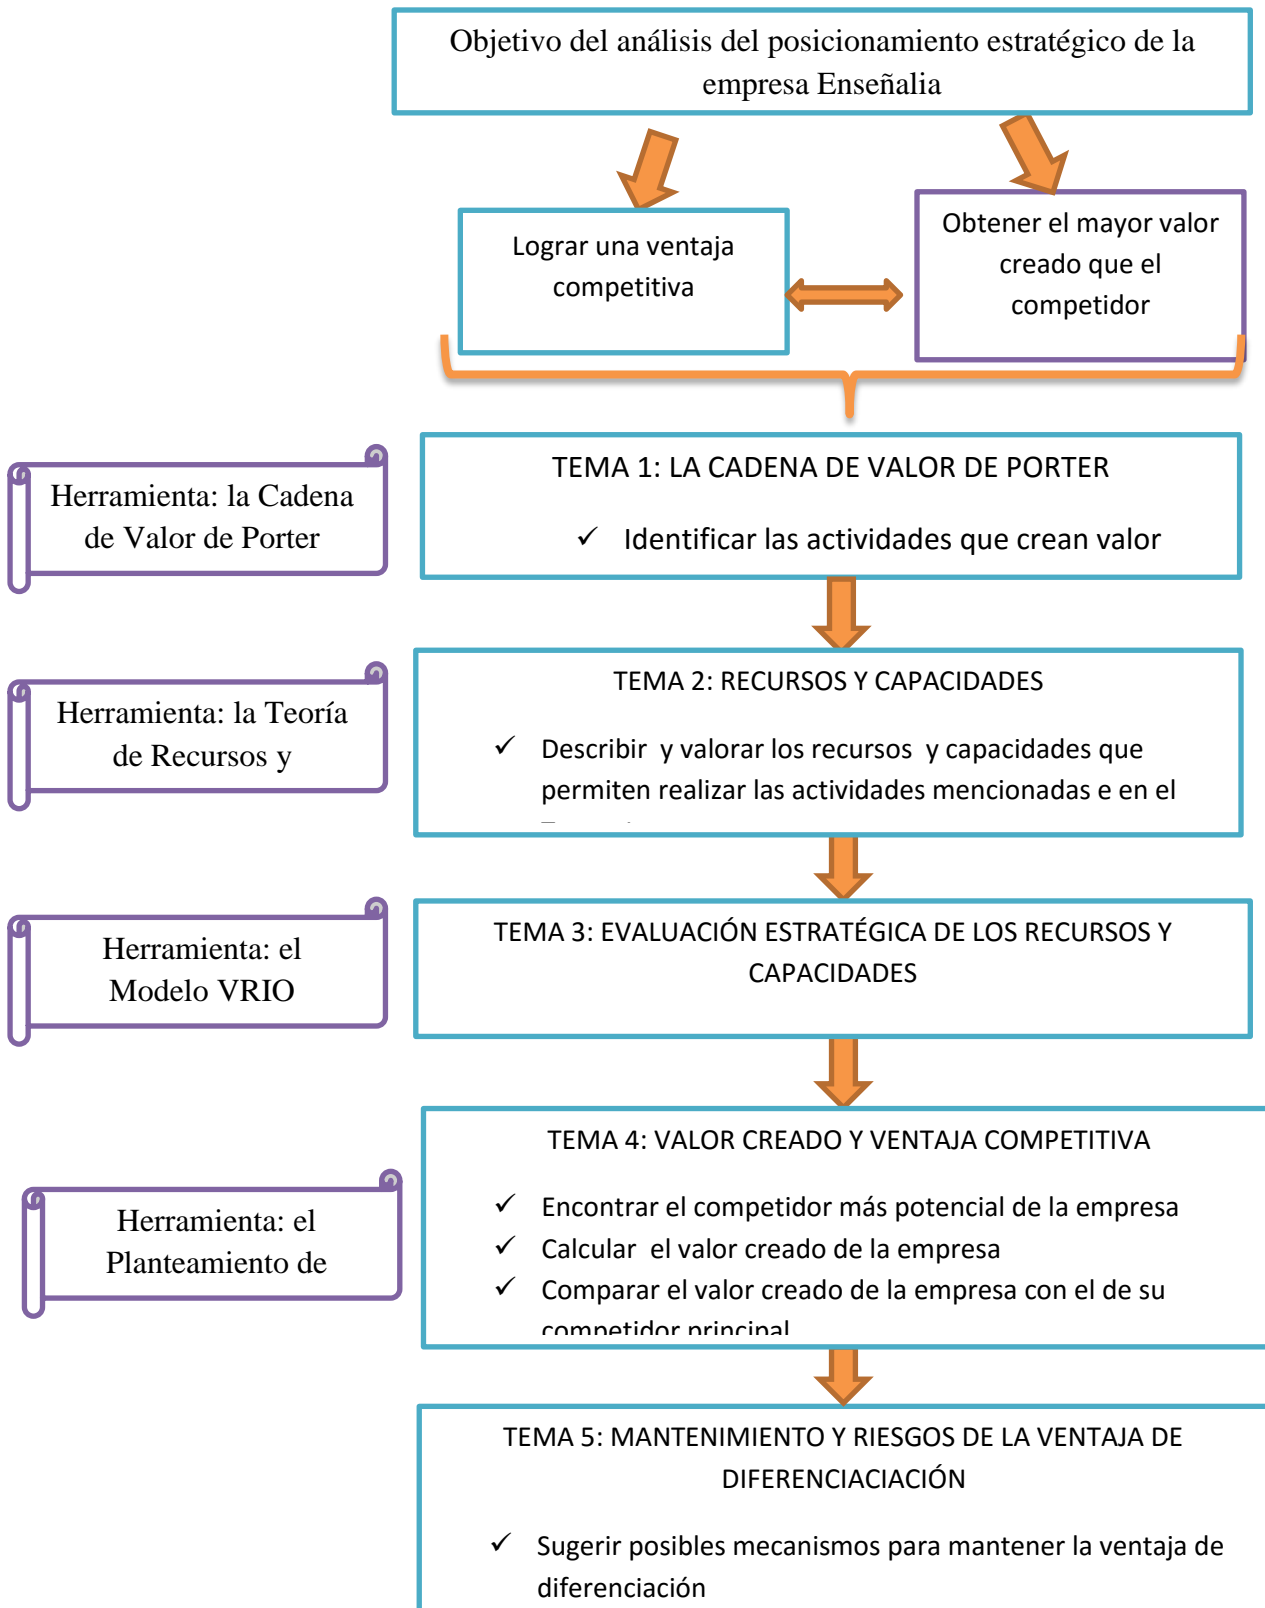 Objetivo del análisis del posicionamiento estratégico de la
empresa Enseñalia
Lograr una ventaja
competitiva
Obtener el mayor valor
creado que el
competidor
Herramienta: la Cadena
de Valor de Porter
TEMA 1: LA CADENA DE VALOR DE PORTER
✓ Identificar las actividades que crean valor
Herramienta: la Teoría
de Recursos y
TEMA 2: RECURSOS Y CAPACIDADES
✓ Describir y valorar los recursos y capacidades que
permiten realizar las actividades mencionadas e en el
Herramienta: el
Modelo VRIO
TEMA 3: EVALUACIÓN ESTRATÉGICA DE LOS RECURSOS Y
CAPACIDADES
Herramienta: el
Planteamiento de
TEMA 4: VALOR CREADO Y VENTAJA COMPETITIVA
✓ Encontrar el competidor más potencial de la empresa
✓ Calcular el valor creado de la empresa
✓ Comparar el valor creado de la empresa con el de su
competidor principal
TEMA 5: MANTENIMIENTO Y RIESGOS DE LA VENTAJA DE
DIFERENCIACIACIÓN
✓ Sugerir posibles mecanismos para mantener la ventaja de
diferenciación